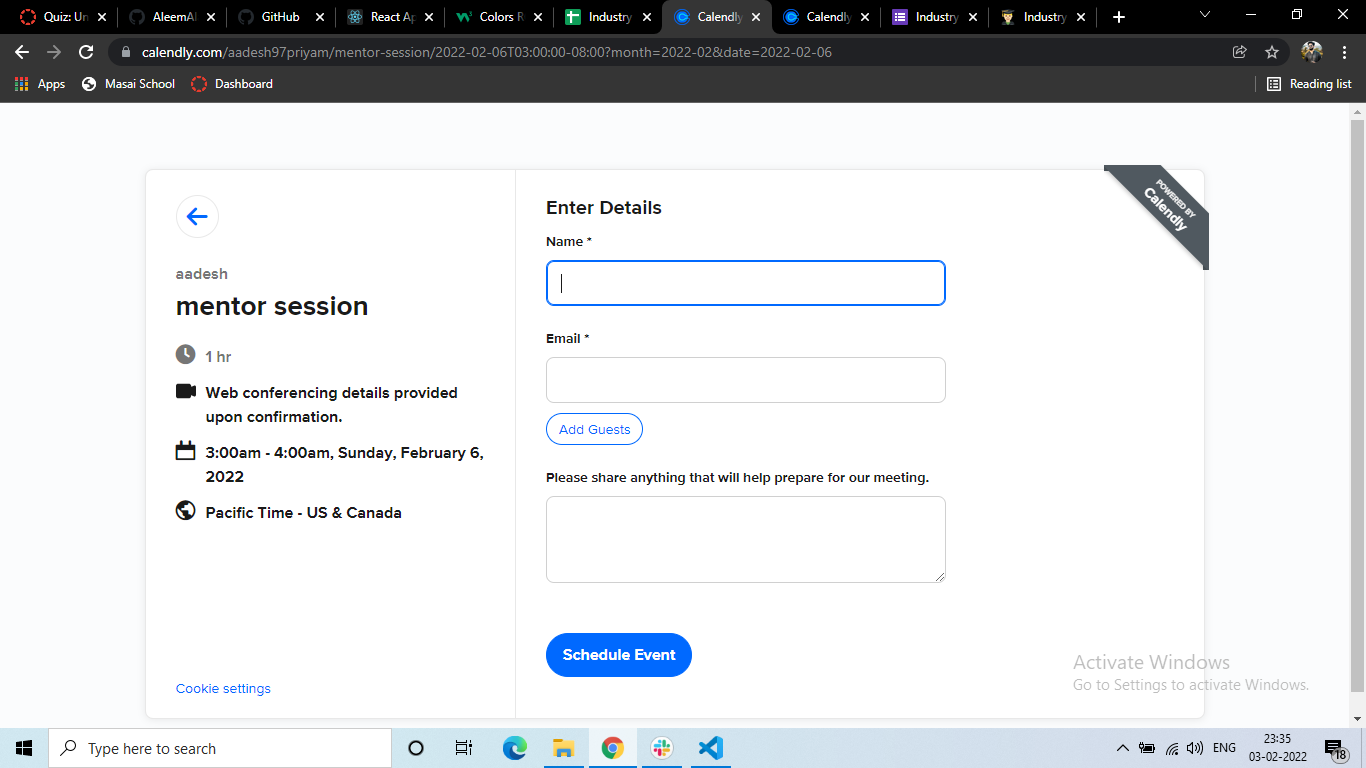 Quiz: Un
AleemAl
GitHub
React Ap
Colors R
Industry
Calendly
Calendly
Industry
Industry
calendly.com/aadesh97priyam/mentor-session/2022-02-06T03:00:00-08:00?month=2022-02&date=2022-02-06
Apps
Masai School
Dashboard
Reading list
POWERED BY
Calendly
aadesh
mentor session
1 hr
Web conferencing details provided
upon confirmation.
3:00am - 4:00am, Sunday, February 6,
2022
Pacific Time - US & Canada
Cookie settings
Enter Details
Name *
Email *
Add Guests
Please share anything that will help prepare for our meeting.
Schedule Event
Activate Windows
Go to Settings to activate Windows.
Type here to search
ENG
23:35
03-02-2022
18